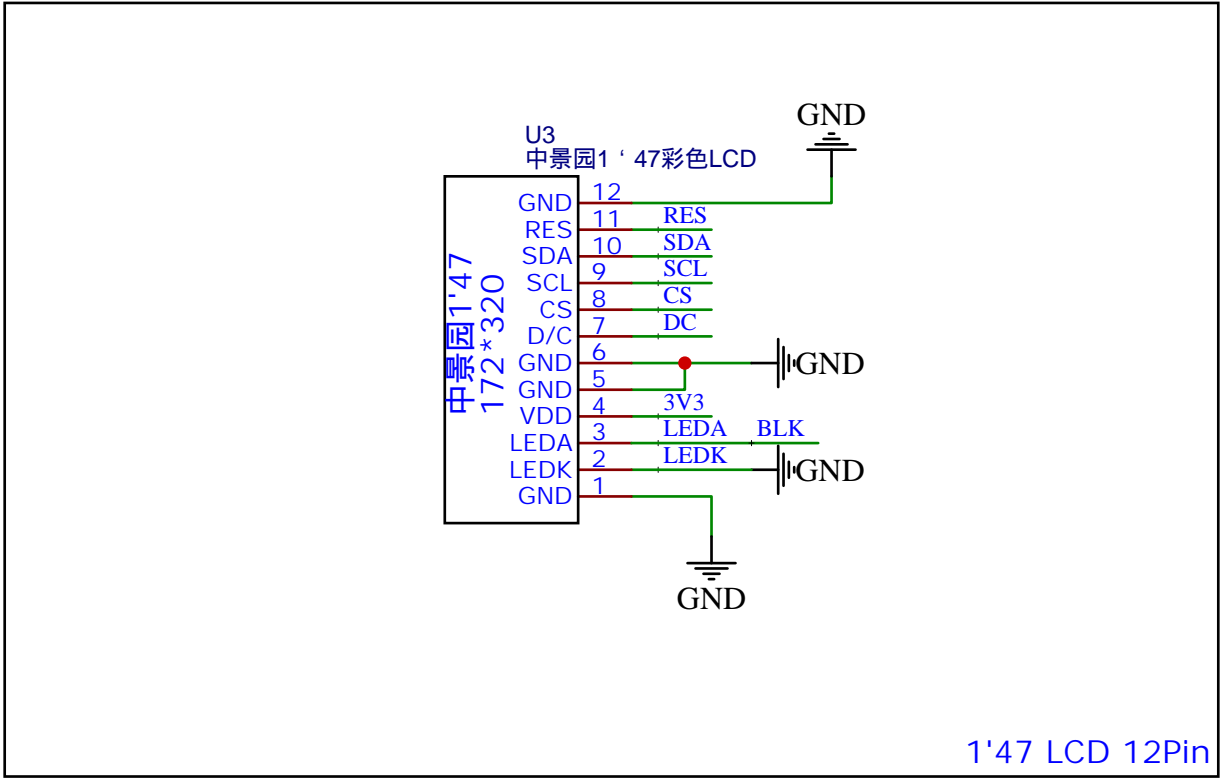 GND
U3
中景园1‘47彩色LCD
中景园1'47
172*320
GND 12
RES 11 RES
SDA 10 SDA
SCL 9 SCL
CS 8 CS
D/C 7 DC
GND 6 GND
GND 5
VDD 4 3V3
LEDA 3 LEDA BLK
LEDK 2 LEDK GND
GND 1
GND
1'47 LCD 12Pin